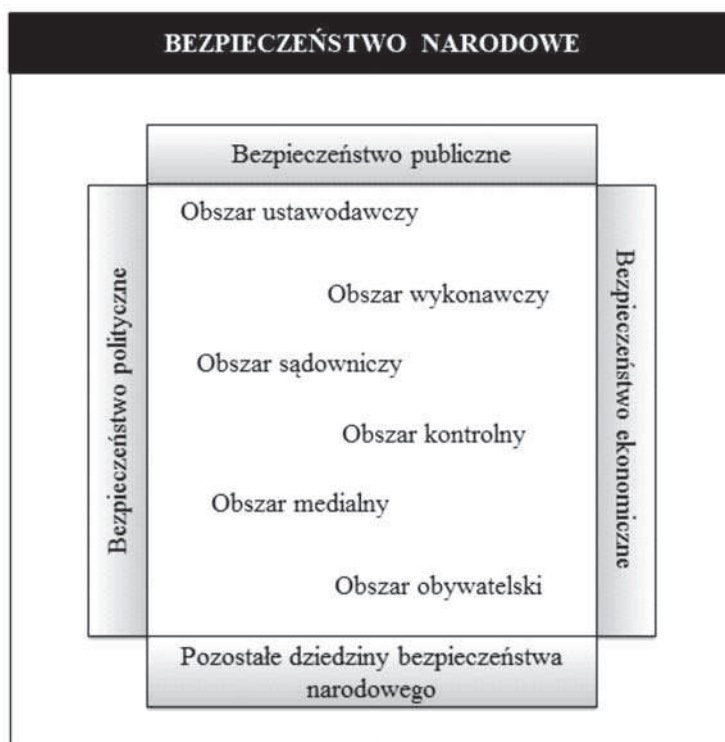 BEZPIECZEŃSTWO NARODOWE
Bezpieczeństwo publiczne
Bezpieczeństwo polityczne
Obszar ustawodawczy
Obszar wykonawczy
Obszar sądowniczy
Obszar kontrolny
Obszar medialny
Obszar obywatelski
Bezpieczeństwo ekonomiczne
Pozostałe dziedziny bezpieczeństwa
narodowego